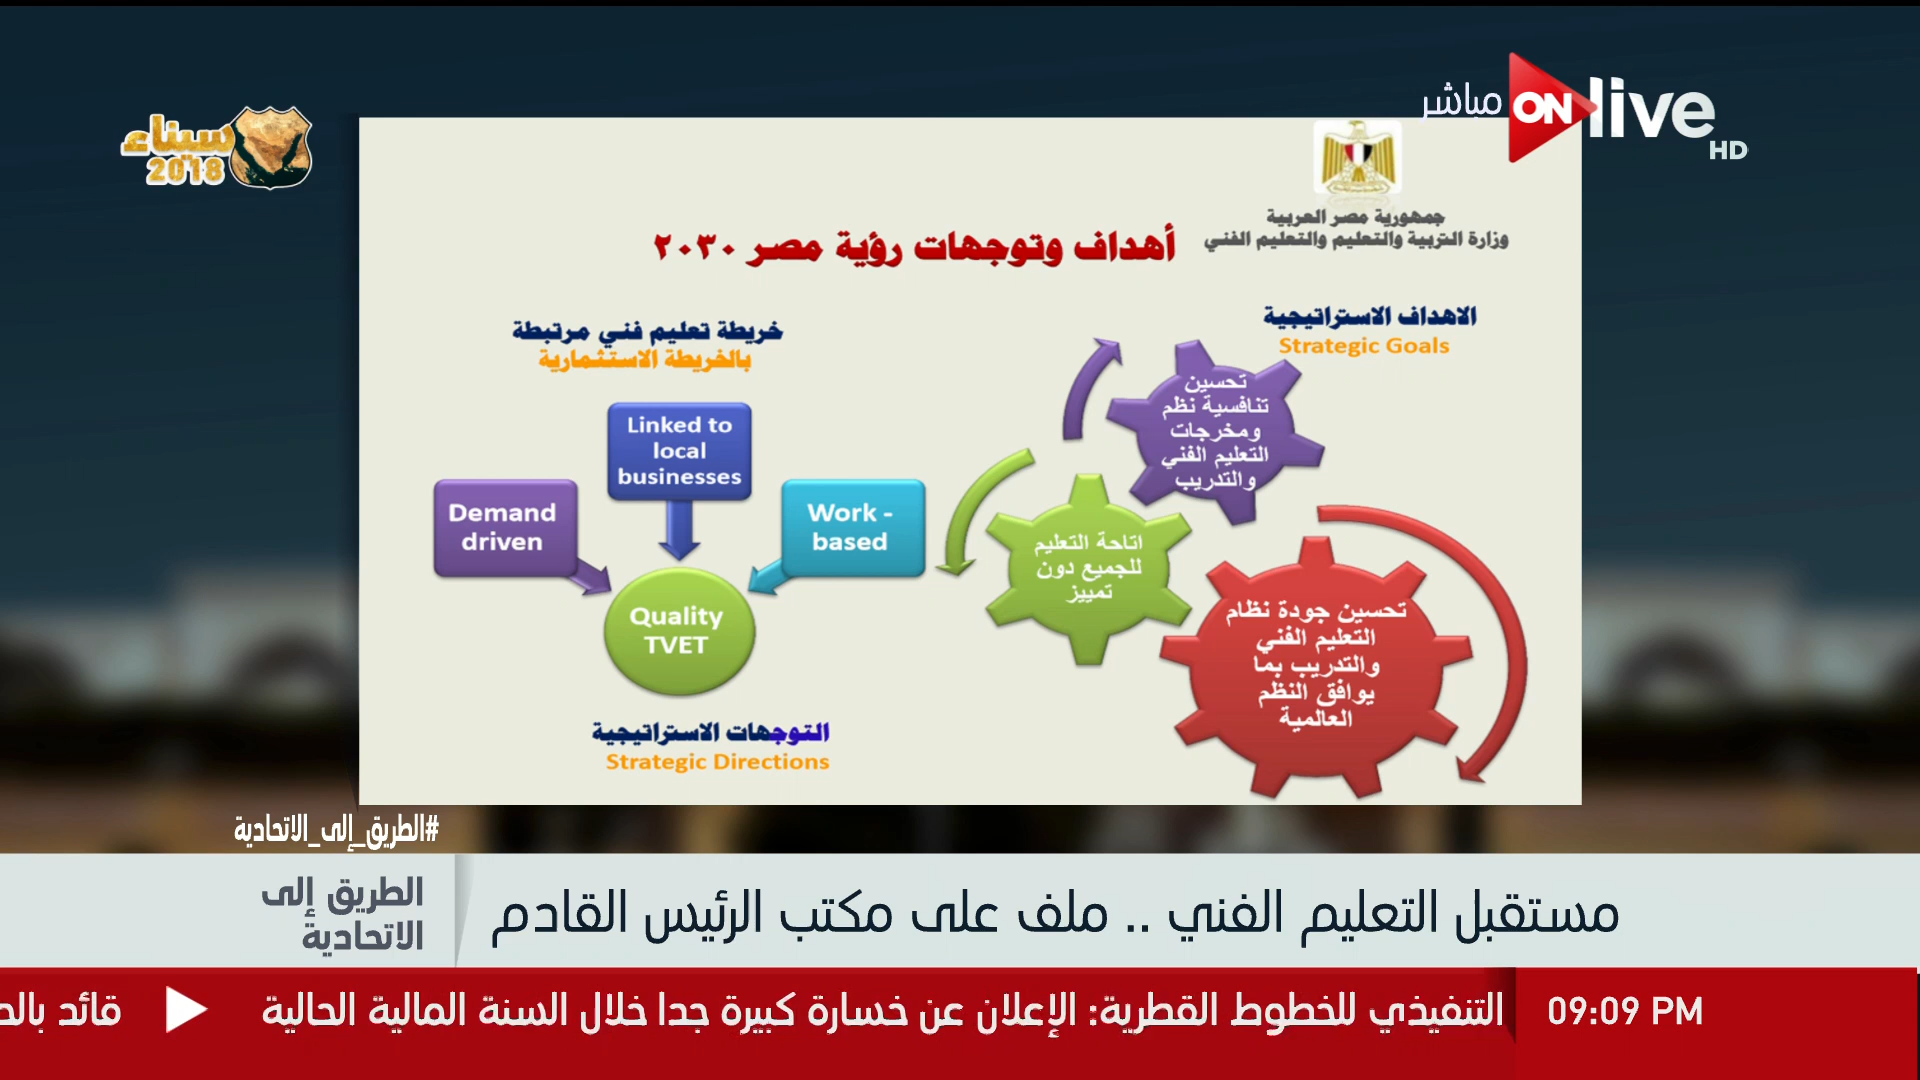 مباشر ON live
HD
سيناء
2018
جمهورية مصر العربية
وزارة التربية والتعليم والتعليم الفني
أهداف وتوجهات رؤية مصر ٢٠٣٠
الاهداف الاستراتيجية
Strategic Goals
تحسين
تنافسية نظم
ومخرجات
التعليم الفني
والتدريب
اتاحة التعليم
للجميع دون
تمييز
تحسين جودة نظام
التعليم الفني
والتدريب بما
يوافق النظم
العالمية
خريطة تعليم فني مرتبطة
بالخريطة الاستثمارية
Linked to
local
businesses
Demand
driven
Work -
based
Quality
TVET
التوجهات الاستراتيجية
Strategic Directions
#الطريق_إلى_الاتحادية
الطريق إلى
الاتحادية
مستقبل التعليم الفني .. ملف على مكتب الرئيس القادم
09:09 PM
التنفيذي للخطوط القطرية: الإعلان عن خسارة كبيرة جدا خلال السنة المالية الحالية
قائد